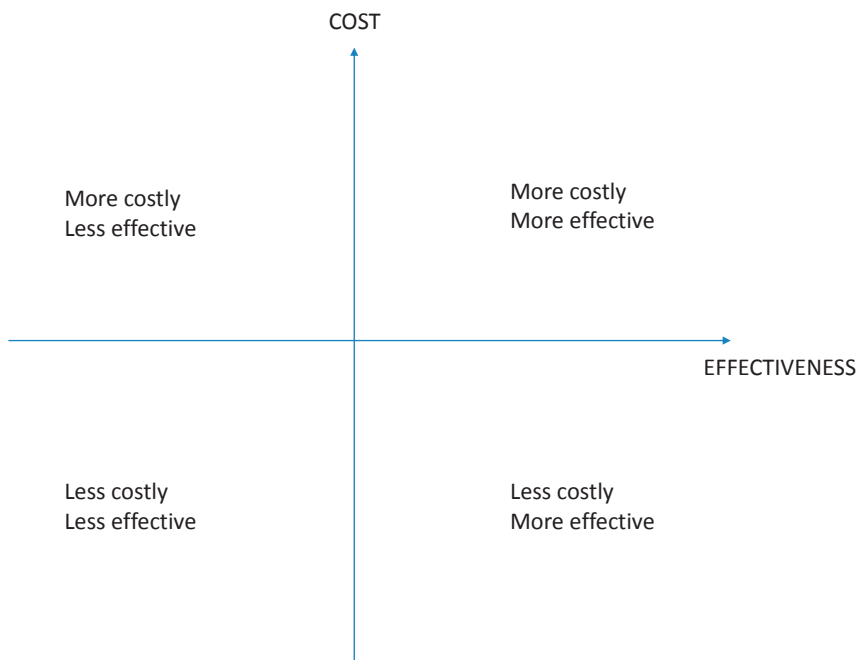 COST
More costly
Less effective
More costly
More effective
EFFECTIVENESS
Less costly
Less effective
Less costly
More effective